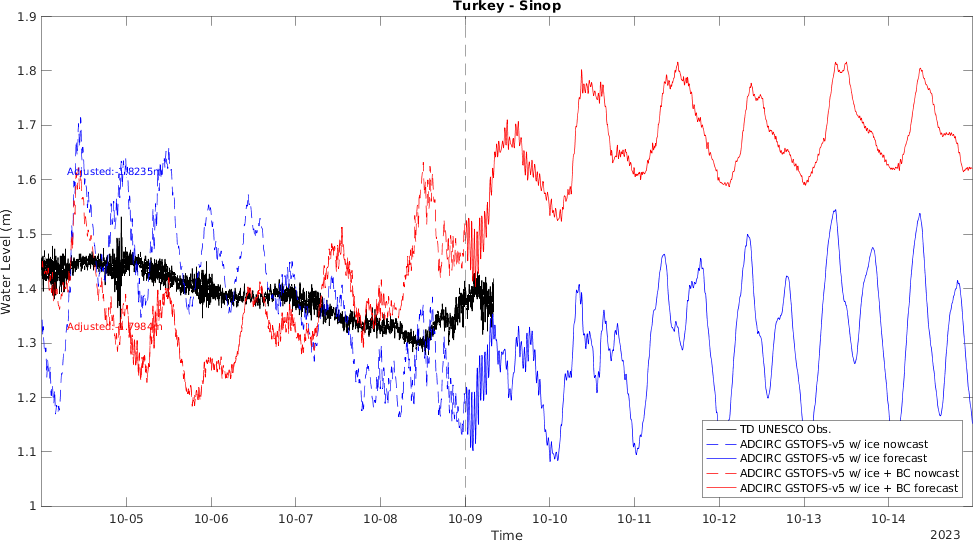 Turkey - Sinop
1.9
1.8
1.7
1.6
1.5
1.4
1.3
1.2
1.1
1
Water Level (m)
Adjusted:-1.8235m
Adjusted:-1.7984m
TD UNESCO Obs.
ADCIRC GSTOFS-v5 w/ ice nowcast
ADCIRC GSTOFS-v5 w/ ice forecast
ADCIRC GSTOFS-v5 w/ ice + BC nowcast
ADCIRC GSTOFS-v5 w/ ice + BC forecast
10-05 10-06 10-07 10-08 10-09 10-10 10-11 10-12 10-13 10-14
Time
2023